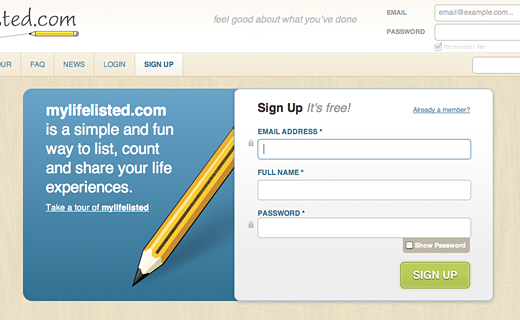 sted.com
feel good about what you've done
EMAIL
email@example.com...
PASSWORD
Remember Me
OUR FAQ NEWS LOGIN SIGN UP
mylifelisted.com
is a simple and fun
way to list, count
and share your life
experiences.
Take a tour of mylifelisted
Sign Up It's free!
Already a member?
EMAIL ADDRESS *
FULL NAME *
PASSWORD *
Show Password
SIGN UP